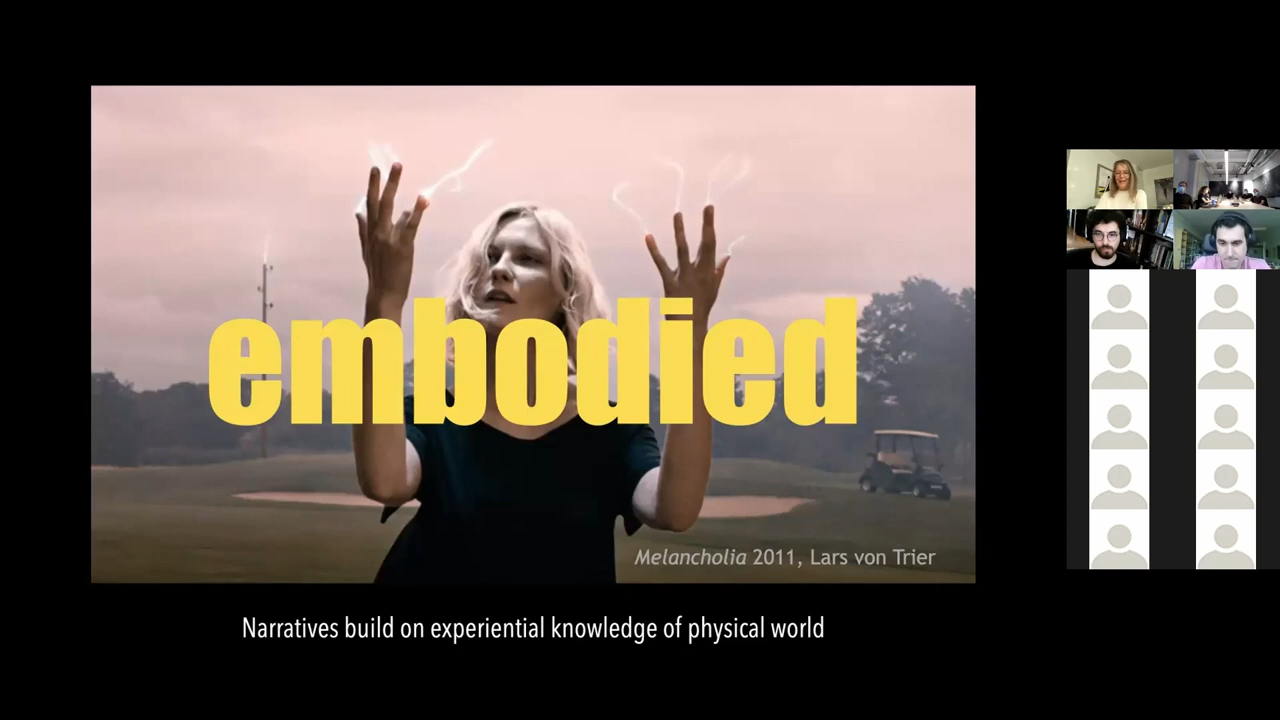 embodied
Melancholia 2011, Lars von Trier
Narratives build on experiential knowledge of physical world